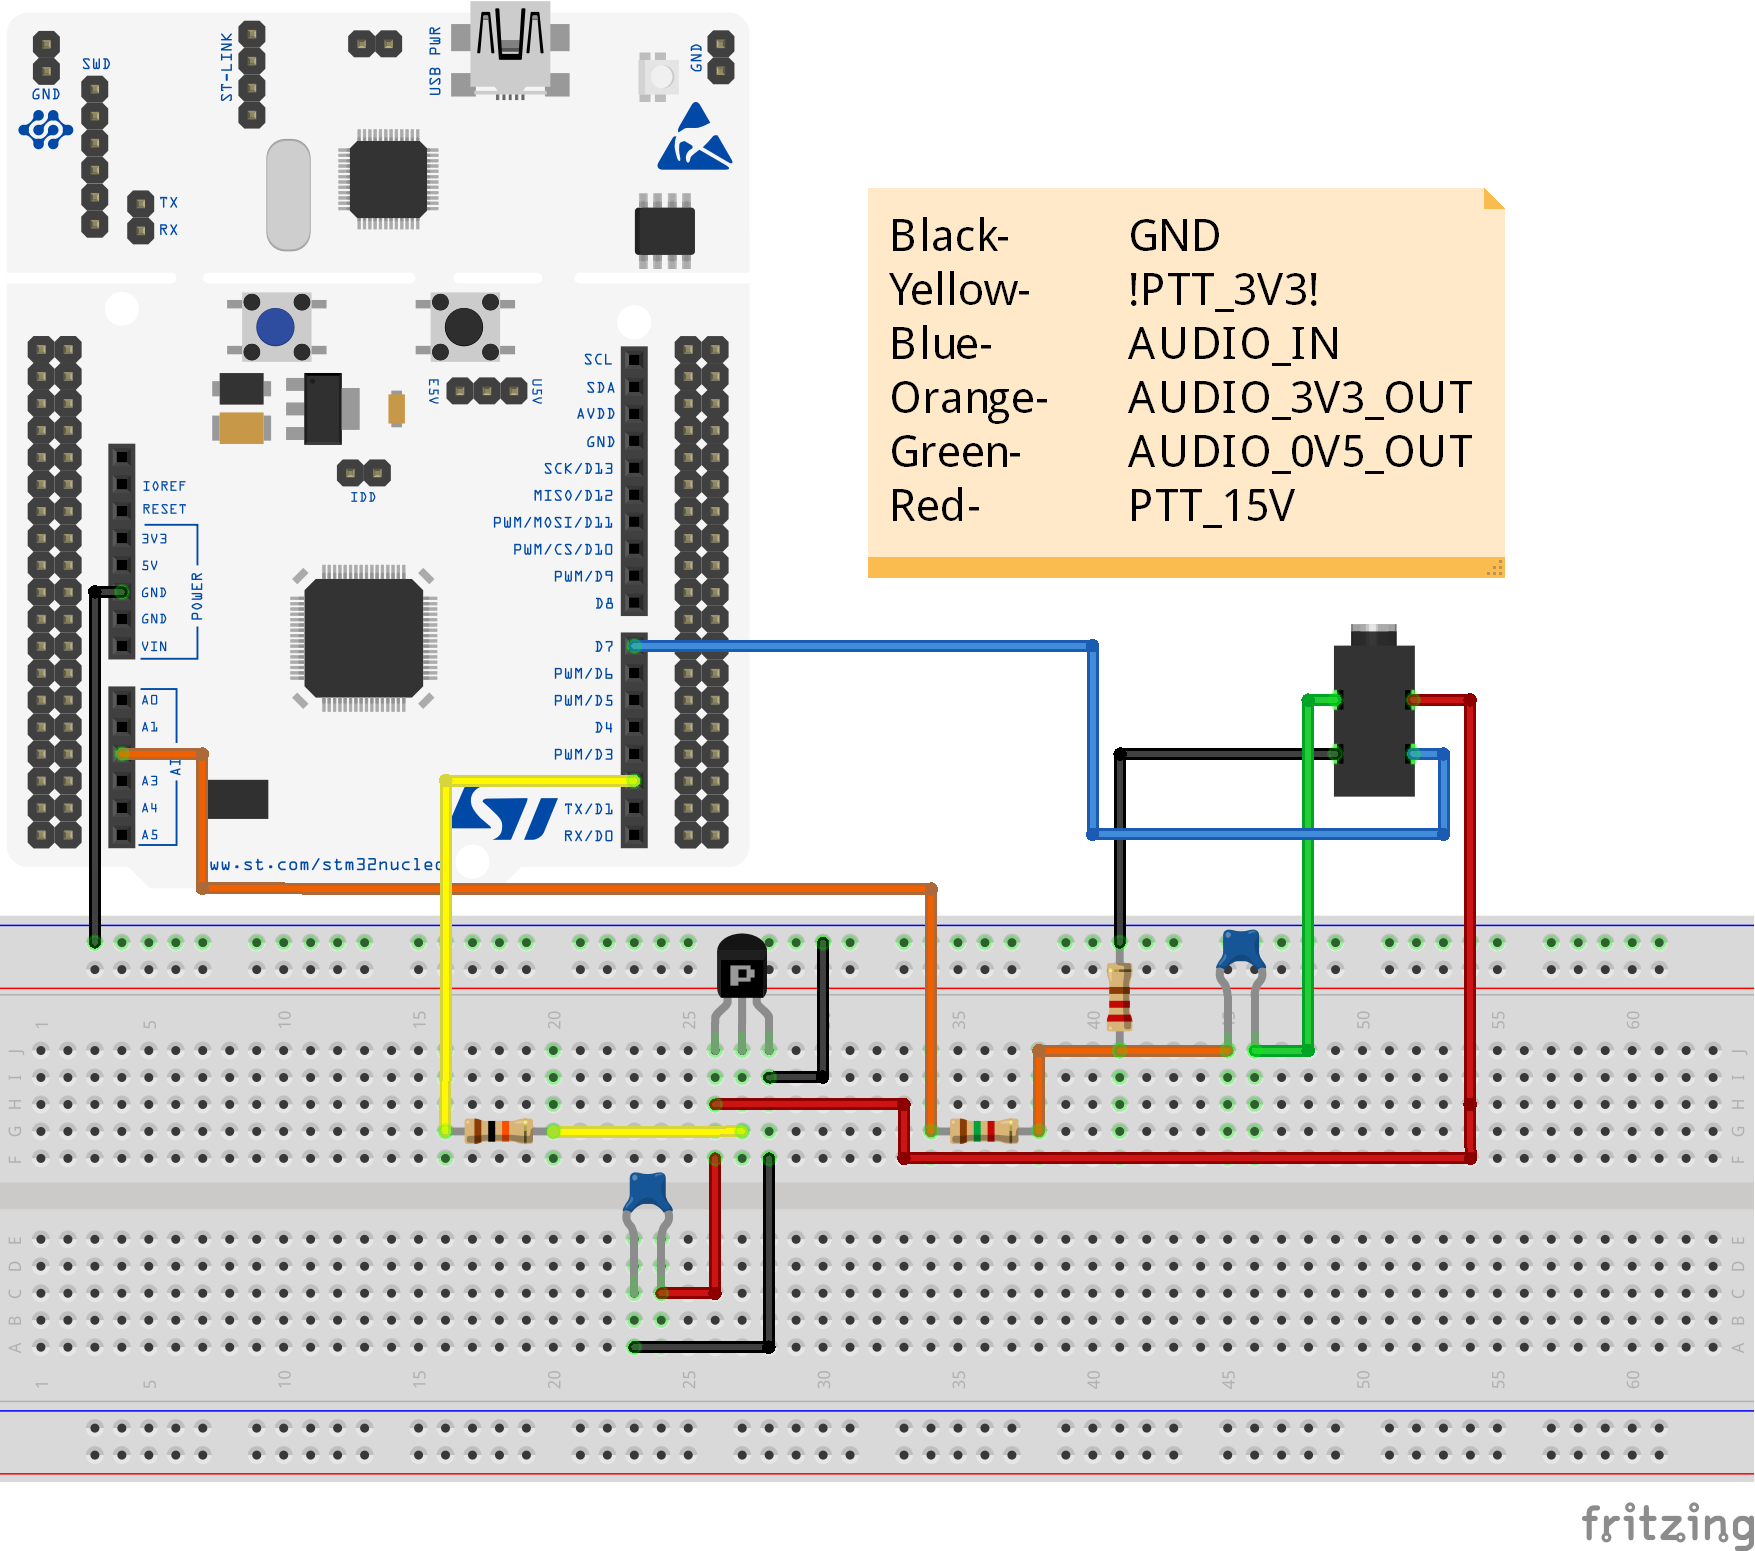 USB PWR
ST-LINK
SWD
GND
GND
TX
RX
E5V
U5V
IDD
SCL
SDA
AVDD
GND
SCK/D13
MISO/D12
PWM/MOSI/D11
PWM/CS/D10
PWM/D9
D8
IOREF
RESET
3V3
5V
GND
GND
VIN
POWER
D7
PWM/D6
PWM/D5
D4
PWM/D3
TX/D1
RX/D0
A0
A1
A3
A4
A5
AI
ST
ww.st.com/stm32nucleo
Black- GND
Yellow- !PTT_3V3!
Blue- AUDIO_IN
Orange- AUDIO_3V3_OUT
Green- AUDIO_0V5_OUT
Red- PTT_15V
P
1 5 10 15 20 25 35 40 45 50 55 60
J J
I I
H H
G G
F F
E E
D D
C C
B B
A A
1 5 10 15 20 25 30 35 40 45 50 55 60
fritzing